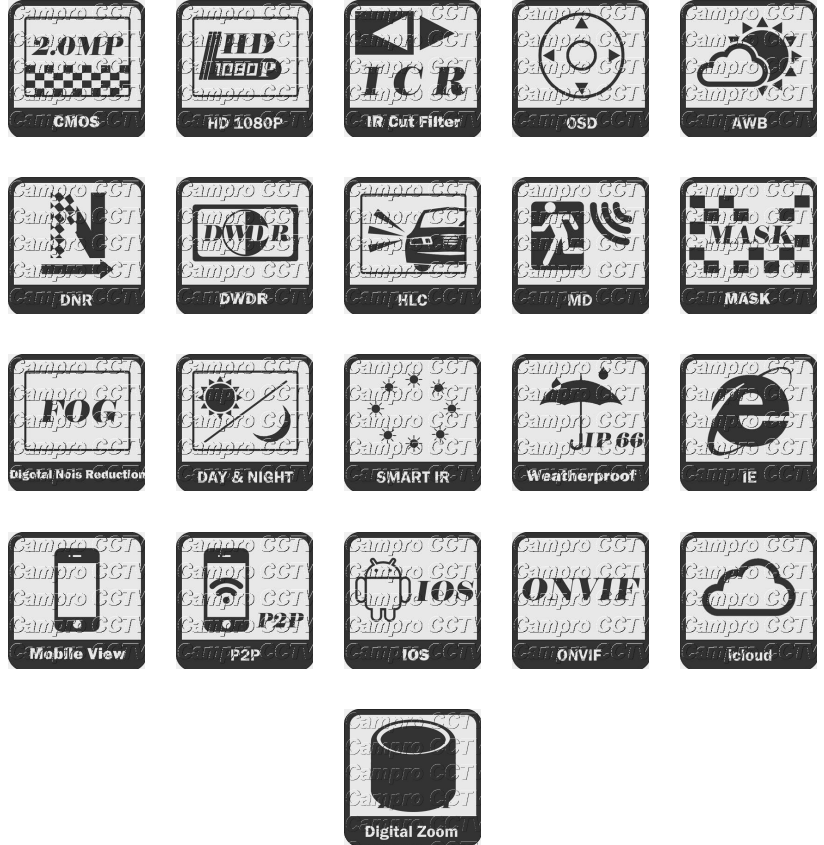 2.0MP
CMOS
HD
1080P
HD 1080P
ICR
IR Cut Filter
OSD
AWB
N
DNR
DWDR
DWDR
HLC
MD
MASK
MASK
FOG
Digetal Nois Reduction
DAY & NIGHT
SMART IR
IP 66
Weatherproof
e
iE
Mobile View
P2P
P2P
IOS
IOS
ONVIF
ONVIF
icloud
Digital Zoom
Campro CCTV